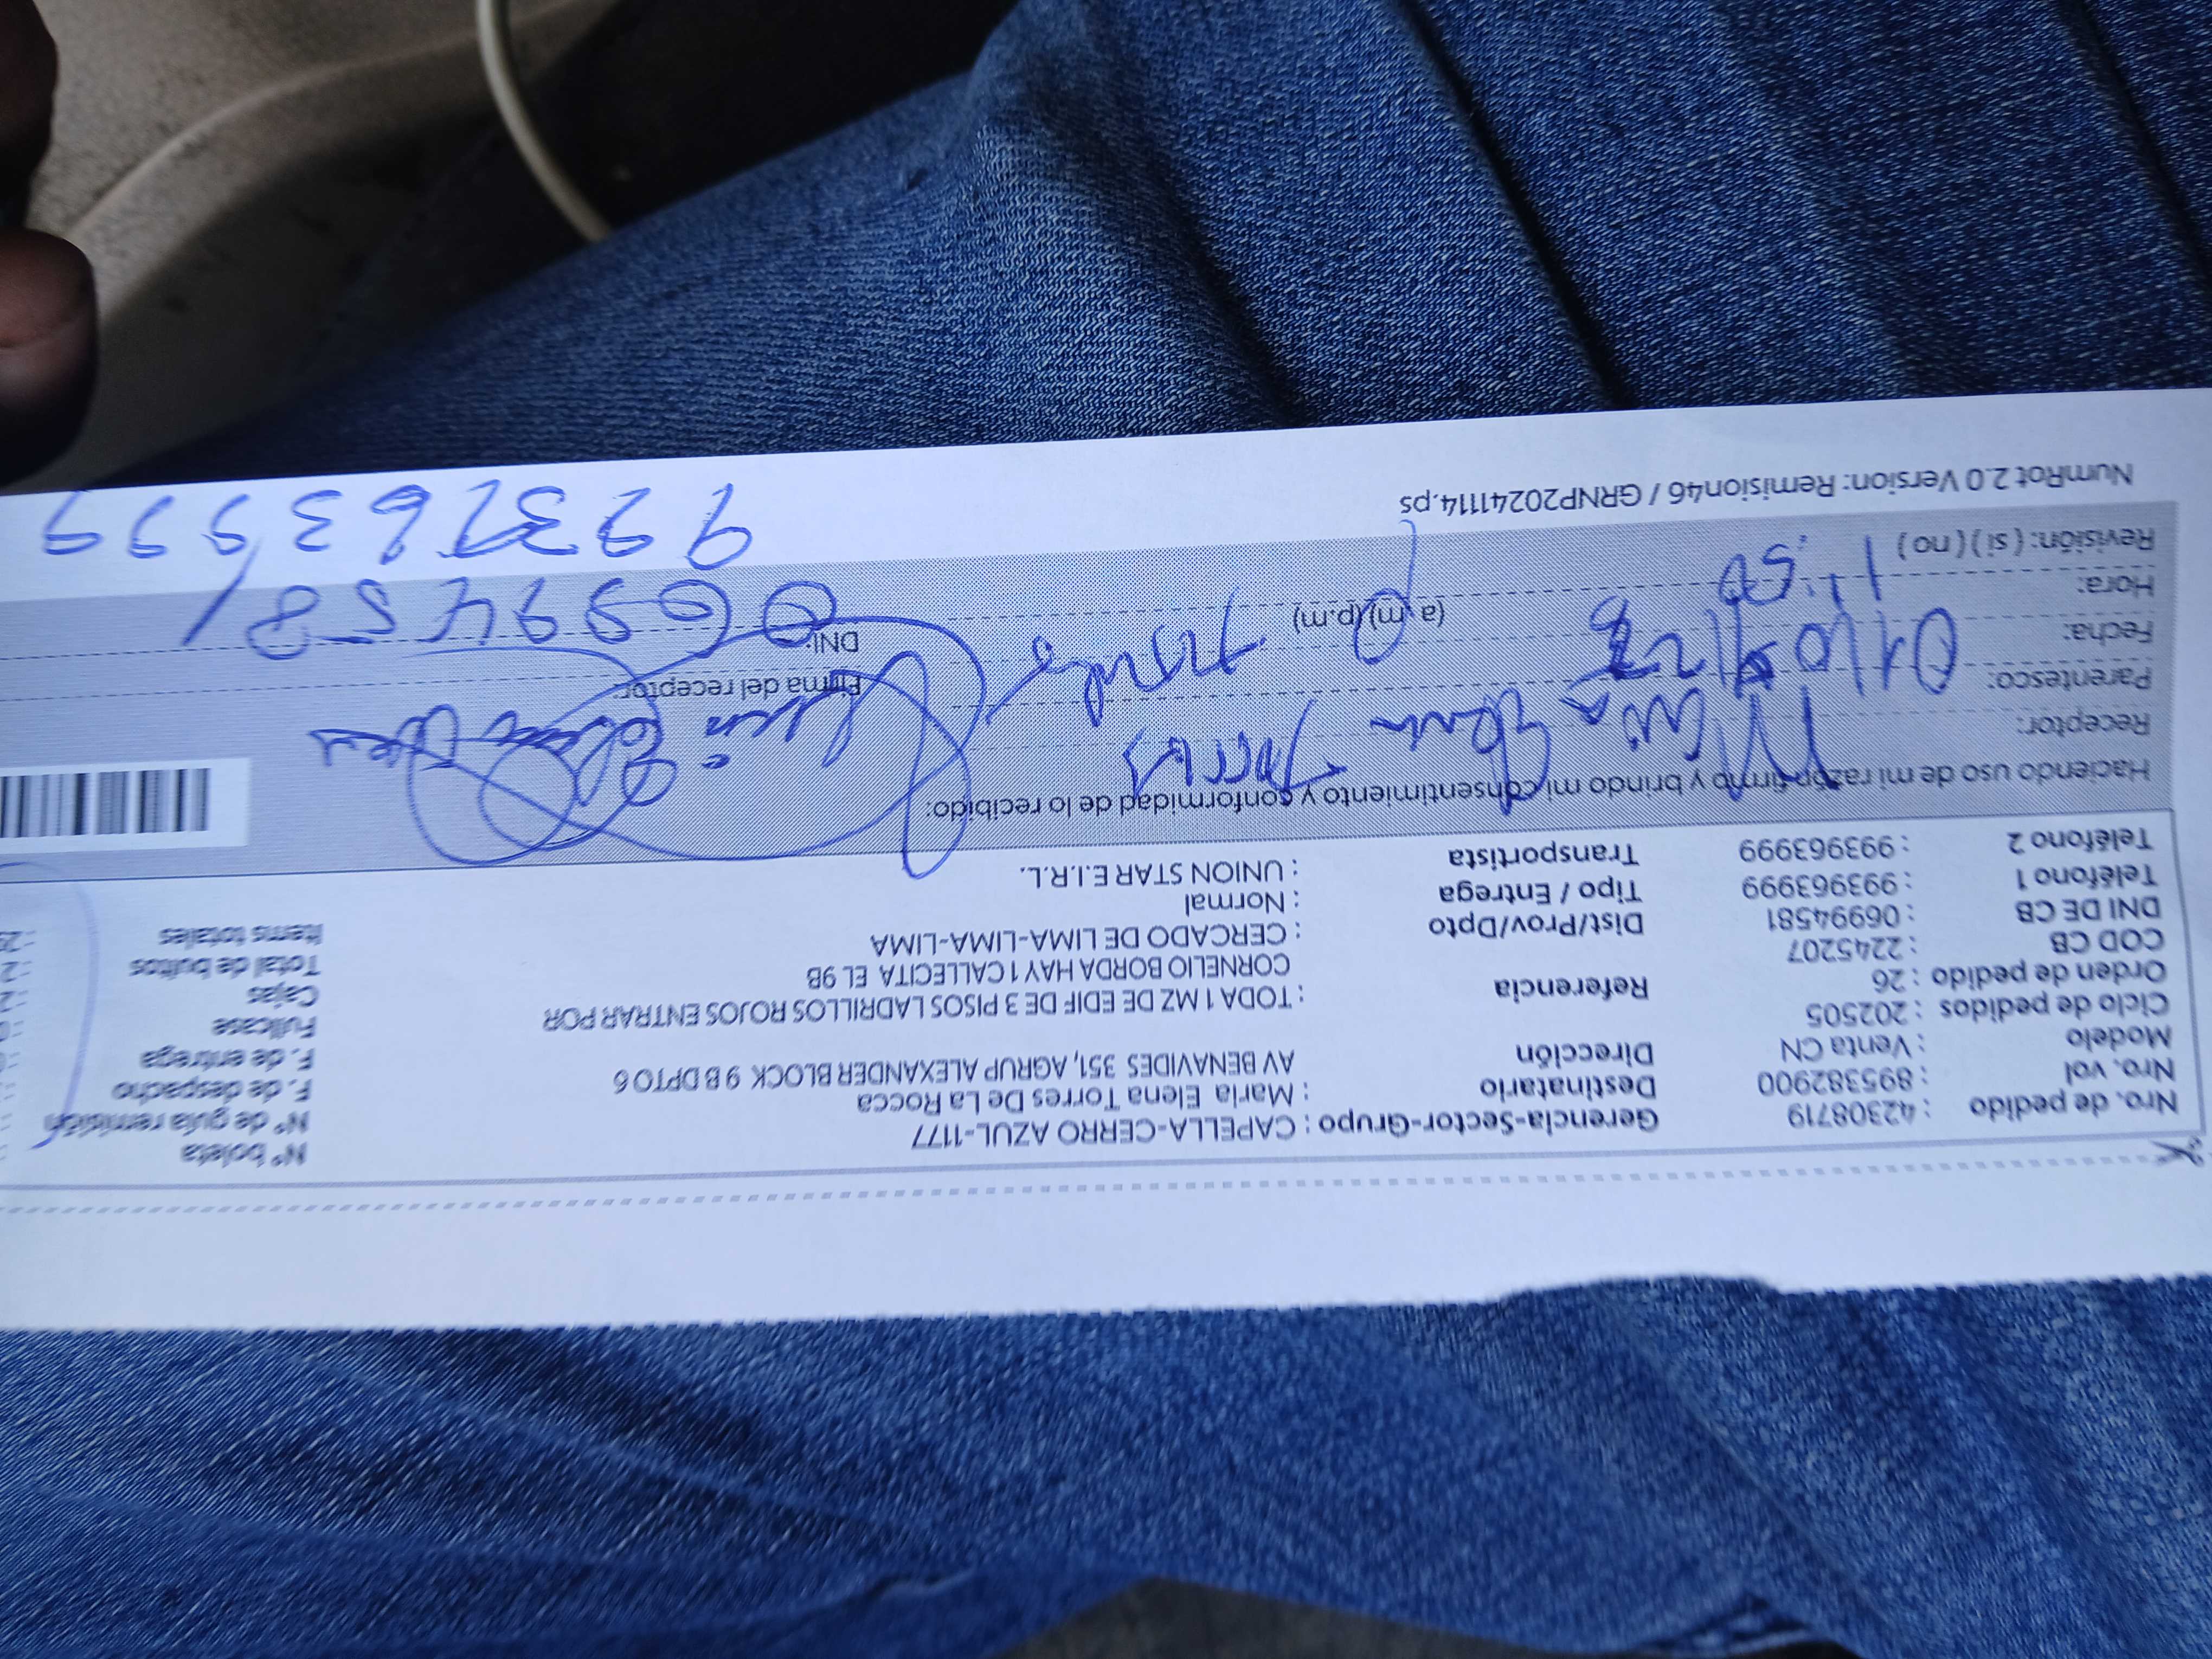 Nro. de pedido : 42308719 Gerencia-Sector-Grupo : CAPELLA-CERRO AZUL-1177 N° boleta
Nro. vol : 895382900 Destinatario : Maria Elena Torres De La Rocca N° de guía remisión
Modelo : Venta CN Dirección AV BENAVIDES 351, AGRUP ALEXANDER BLOCK 9 B DPTO 6 F. de despacho
Ciclo de pedidos : 202505 F. de entrega
Orden de pedido : 26 Referencia : TODA 1 MZ DE EDIF DE 3 PISOS LADRILLOS ROJOS ENTRAR POR Fullcase
COD CB : 2245207 CORNELIO BORDA HAY 1 CALLECITA EL 9B Cajas
DNI DE CB : 06994581 Dist/Prov/Dpto : CERCADO DE LIMA-LIMA-LIMA Total de bultos
Teléfono 1 : 993963999 Tipo / Entrega : Normal Items totales
Teléfono 2 : 993963999 Transportista : UNION STAR E.I.R.L.
Haciendo uso de mi razón firmo y brindo mi consentimiento y conformidad de lo recibido:
Receptor: Maria Elena Torres
Parentesco: Firma del receptor:
Fecha: DNI: 06994581
Hora: 11:50 (a.m) (p.m)
Revisión: ( si ) ( no )
NumRot 2.0 Version: Remision46 / GRNP20241114.ps